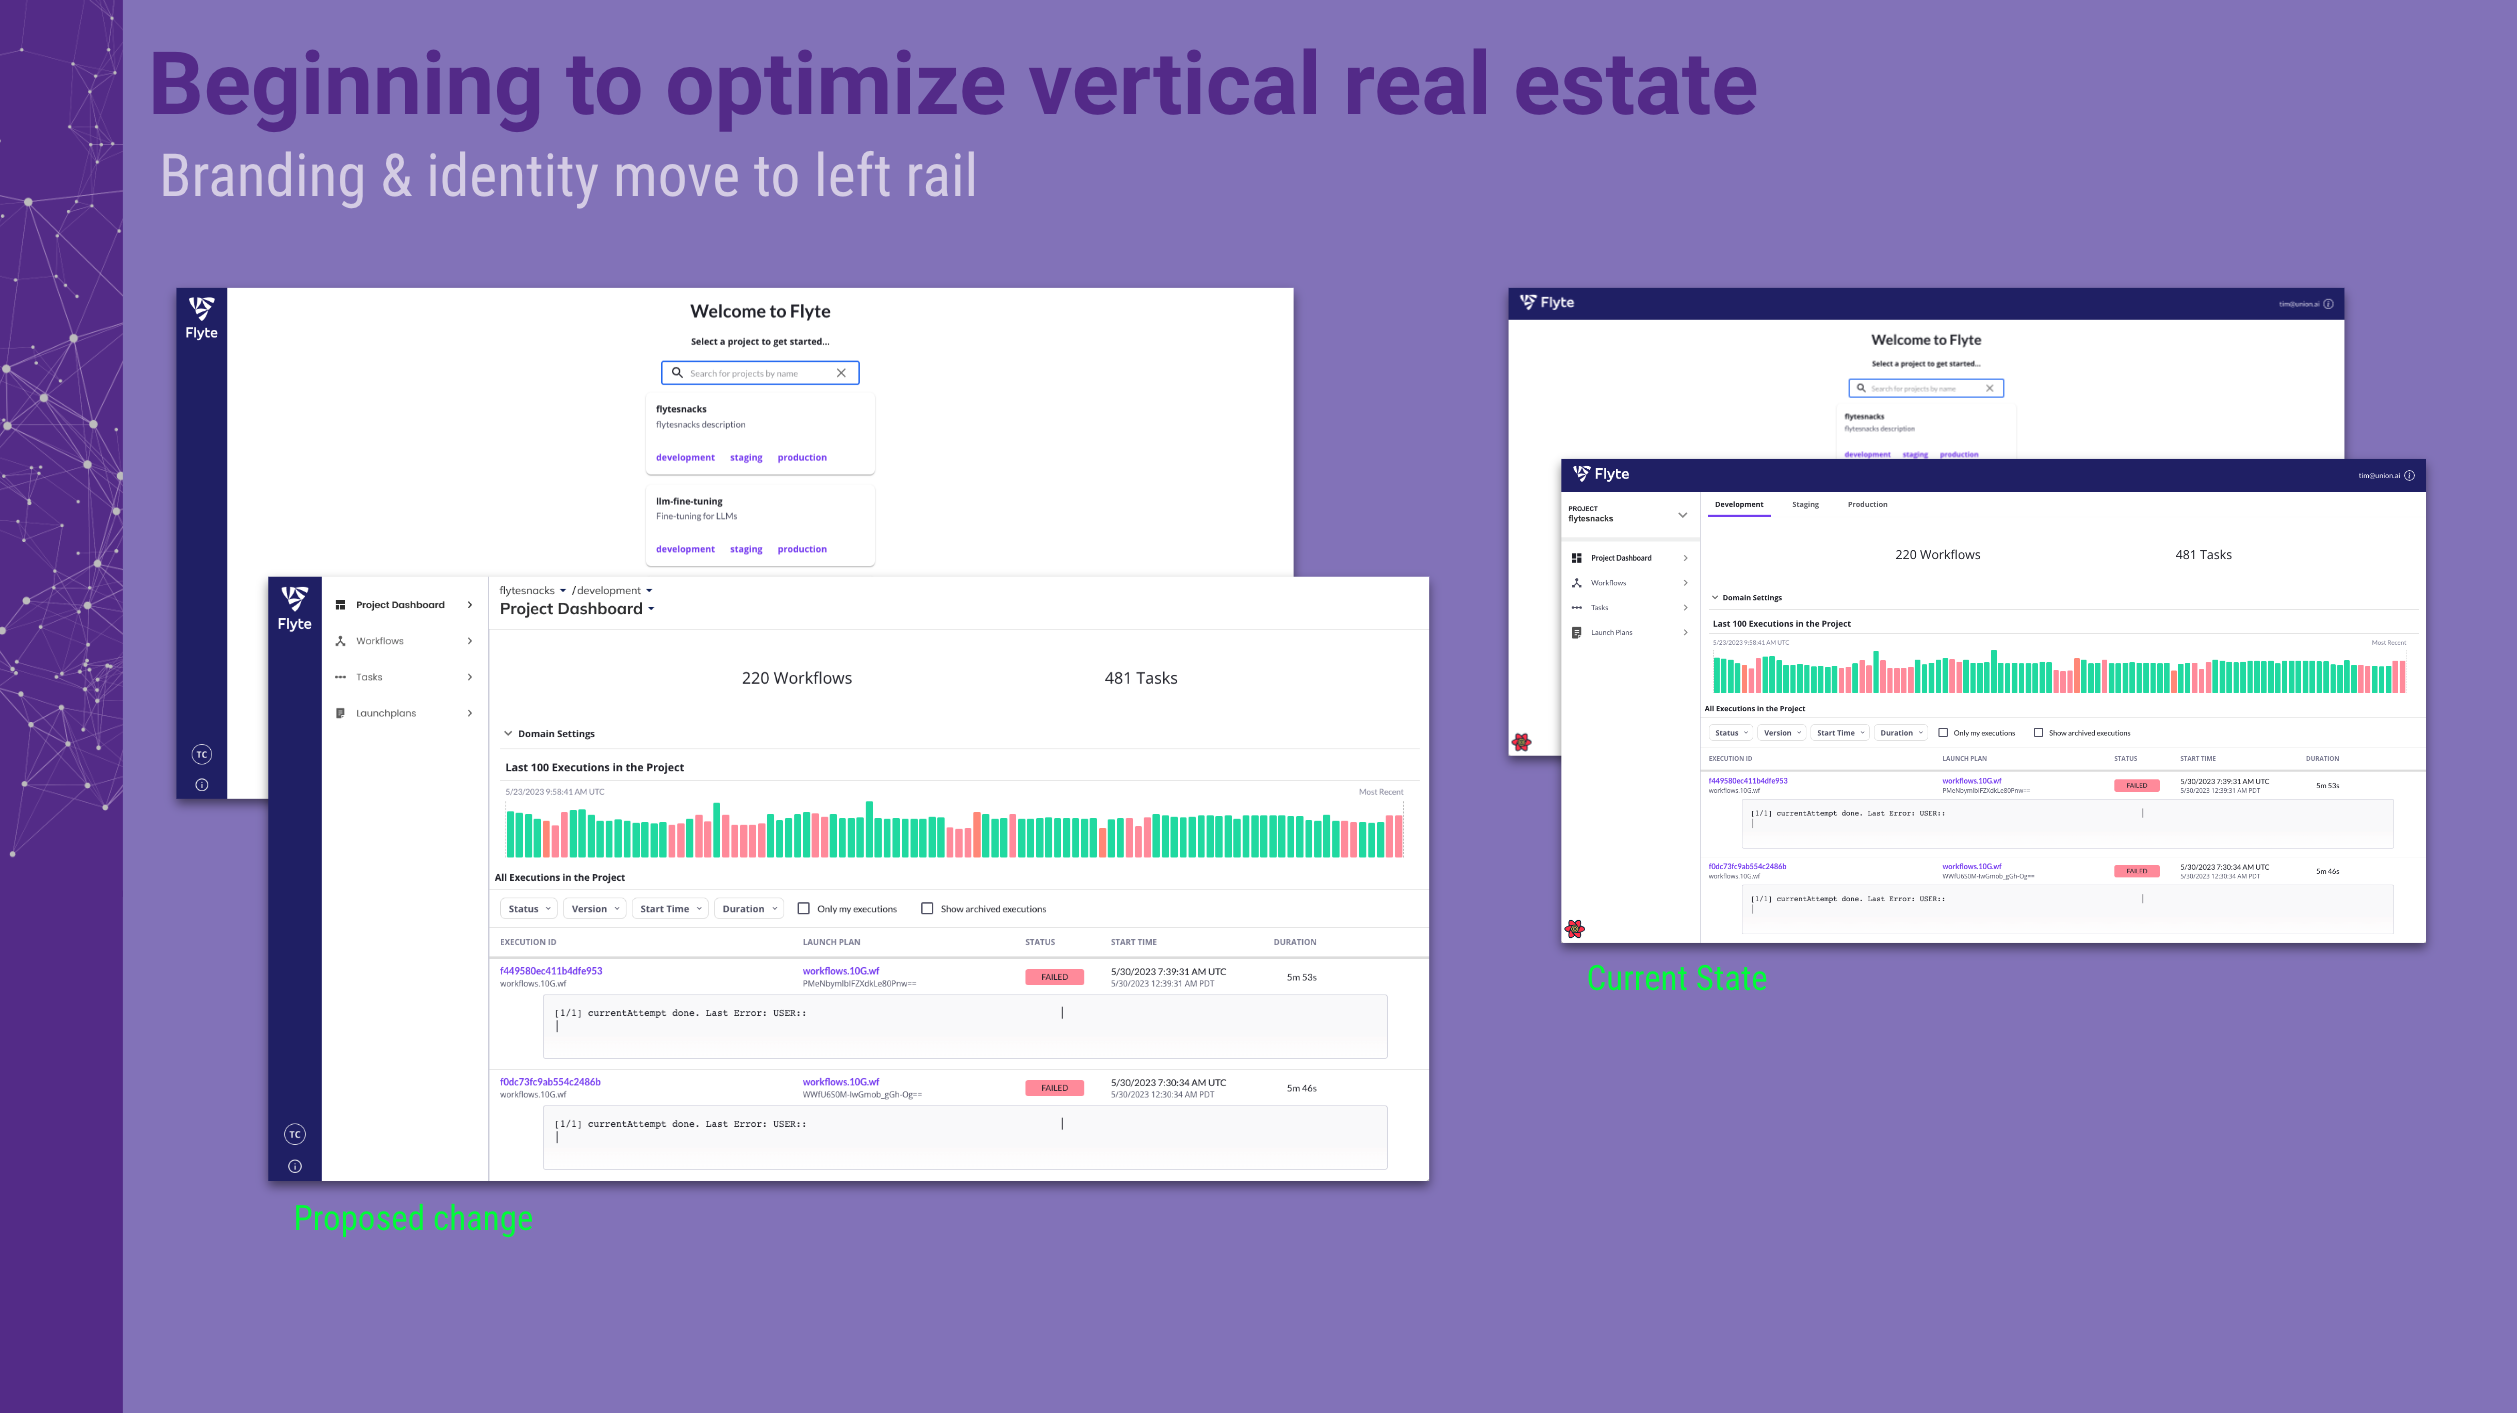 Beginning to optimize vertical real estate
Branding & identity move to left rail
Flyte
Welcome to Flyte
Select a project to get started...
Search for projects by name
flytesnacks
flytesnacks description
development staging production
llm-fine-tuning
Fine-tuning for LLMs
development staging production
TC
Flyte
Project Dashboard
Workflows
Tasks
Launchplans
TC
flytesnacks /development
Project Dashboard
220 Workflows 481 Tasks
Domain Settings
Last 100 Executions in the Project
5/23/2023 9:58:41 AM UTC Most Recent
All Executions in the Project
Status Version Start Time Duration Only my executions Show archived executions
EXECUTION ID LAUNCH PLAN STATUS START TIME DURATION
f449580ec411b4dfe953 workflows.10G.wf FAILED 5/30/2023 7:39:31 AM UTC 5m 53s
workflows.10G.wf 5/30/2023 12:39:31 AM PDT
[1/1] currentAttempt done. Last Error: USER::
f0dc73fc9ab554c2486b workflows.10G.wf FAILED 5/30/2023 7:30:34 AM UTC 5m 46s
workflows.10G.wf 5/30/2023 12:30:34 AM PDT
[1/1] currentAttempt done. Last Error: USER::
Proposed change
Flyte tim@union.ai
Welcome to Flyte
Select a project to get started...
Search for projects by name
flytesnacks
flytesnacks description
development staging production
Flyte tim@union.ai
PROJECT
flytesnacks
Project Dashboard
Workflows
Tasks
Launch Plans
Development Staging Production
220 Workflows 481 Tasks
Domain Settings
Last 100 Executions in the Project
5/23/2023 9:58:41 AM UTC Most Recent
All Executions in the Project
Status Version Start Time Duration Only my executions Show archived executions
EXECUTION ID LAUNCH PLAN STATUS START TIME DURATION
f449580ec411b4dfe953 workflows.10G.wf FAILED 5/30/2023 7:39:31 AM UTC 5m 53s
workflows.10G.wf 5/30/2023 12:39:31 AM PDT
[1/1] currentAttempt done. Last Error: USER::
f0dc73fc9ab554c2486b workflows.10G.wf FAILED 5/30/2023 7:30:34 AM UTC 5m 46s
workflows.10G.wf 5/30/2023 12:30:34 AM PDT
[1/1] currentAttempt done. Last Error: USER::
Current State